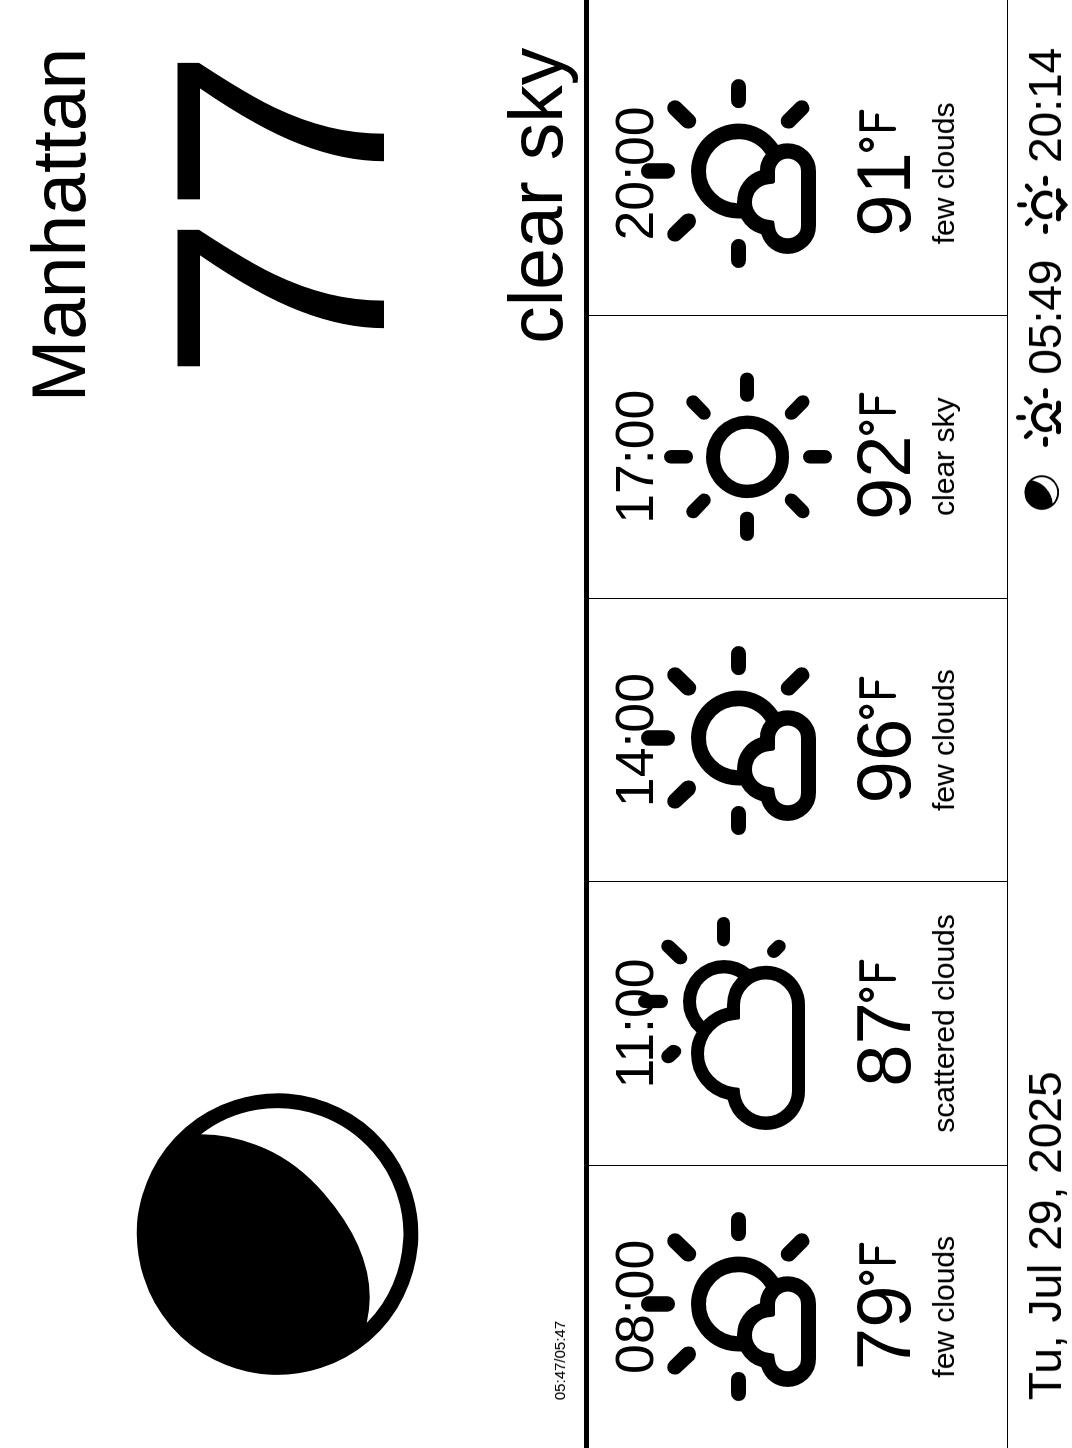 Manhattan
77
clear sky
05:47/05:47
08:00
79°F
few clouds
11:00
87°F
scattered clouds
14:00
96°F
few clouds
17:00
92°F
clear sky
20:00
91°F
few clouds
Tu, Jul 29, 2025
05:49
20:14